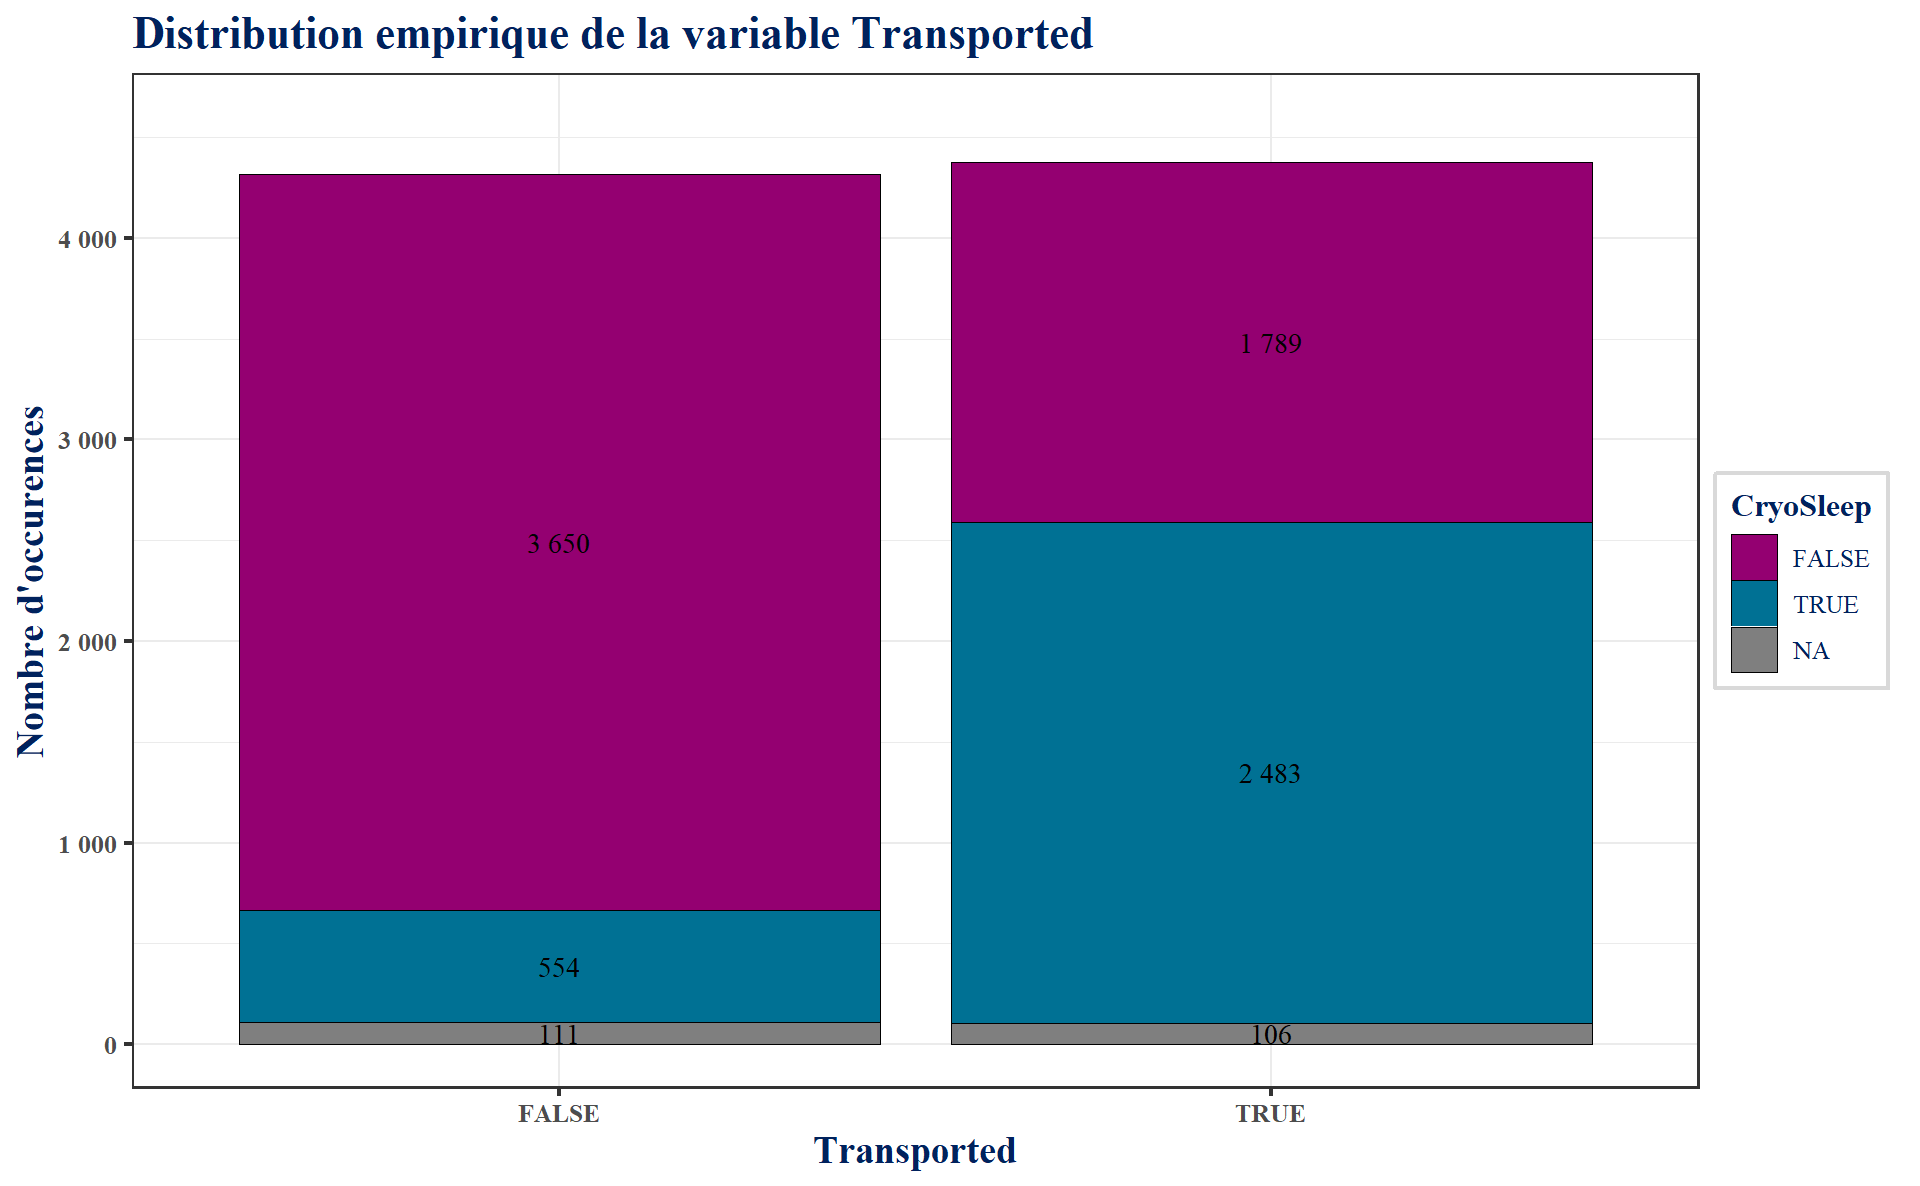 Distribution empirique de la variable Transported
Nombre d'occurences
4 000
3 000
2 000
1 000
0
3 650
554
111
1 789
2 483
106
FALSE
TRUE
Transported
CryoSleep
FALSE
TRUE
NA